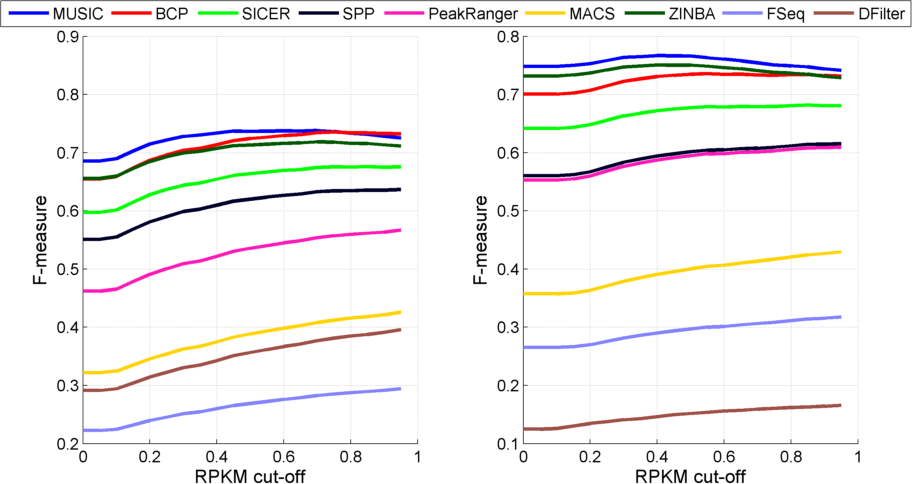 MUSIC BCP SICER SPP PeakRanger MACS ZINBA FSeq DFilter
0.9
0.8
0.7
0.6
0.5
0.4
0.3
0.2
F-measure
0 0.2 0.4 0.6 0.8 1
RPKM cut-off
0.8
0.7
0.6
0.5
0.4
0.3
0.2
0.1
F-measure
0 0.2 0.4 0.6 0.8 1
RPKM cut-off